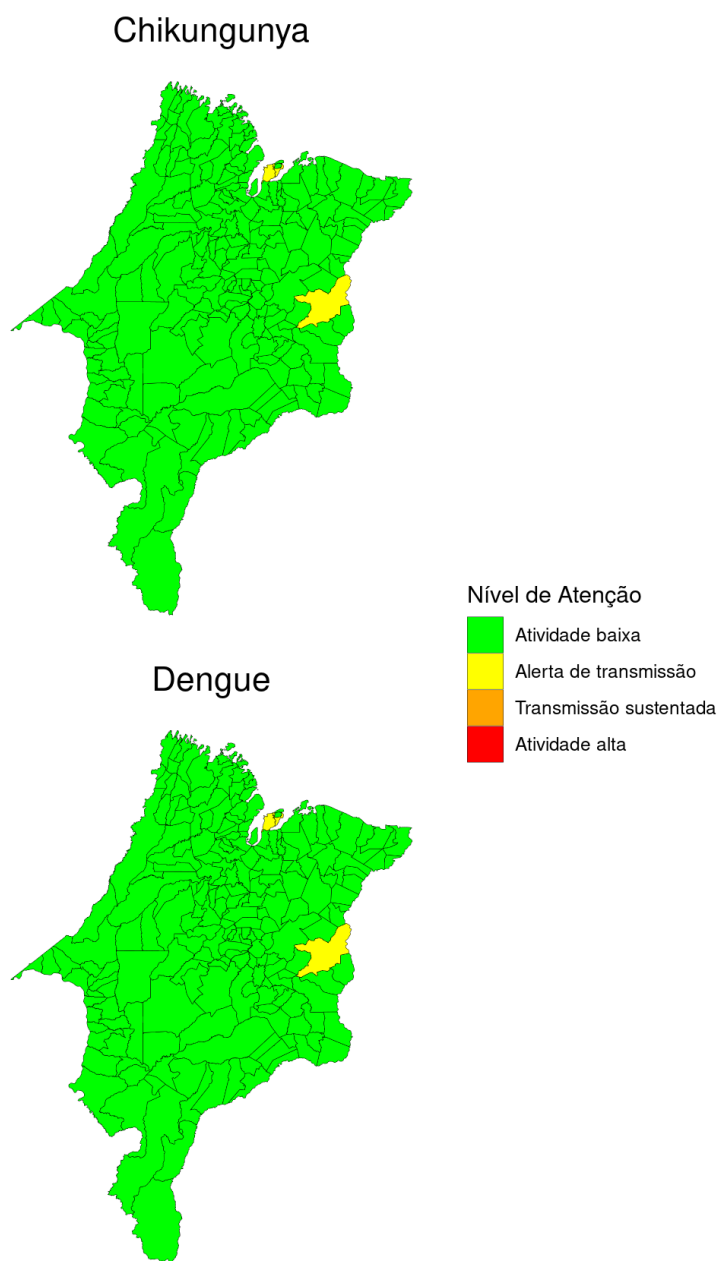 Chikungunya
Nível de Atenção
Atividade baixa
Alerta de transmissão
Transmissão sustentada
Atividade alta
Dengue